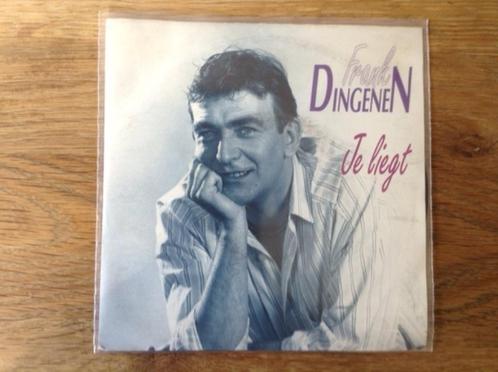 Frank
DINGENEN
Je liegt